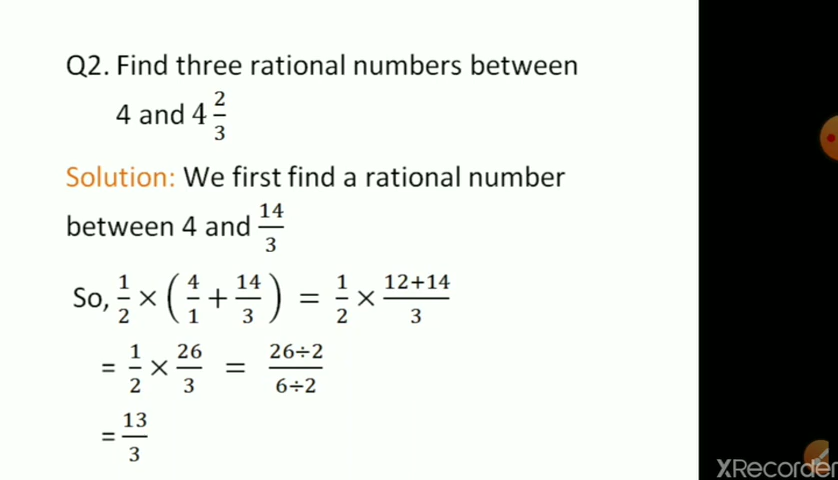 Q2. Find three rational numbers between
4 and 4 2/3
Solution: We first find a rational number
between 4 and 14/3
So, 1/2 × (4/1 + 14/3) = 1/2 × (12+14)/3
= 1/2 × 26/3 = (26÷2)/(6÷2)
= 13/3
XRecorder